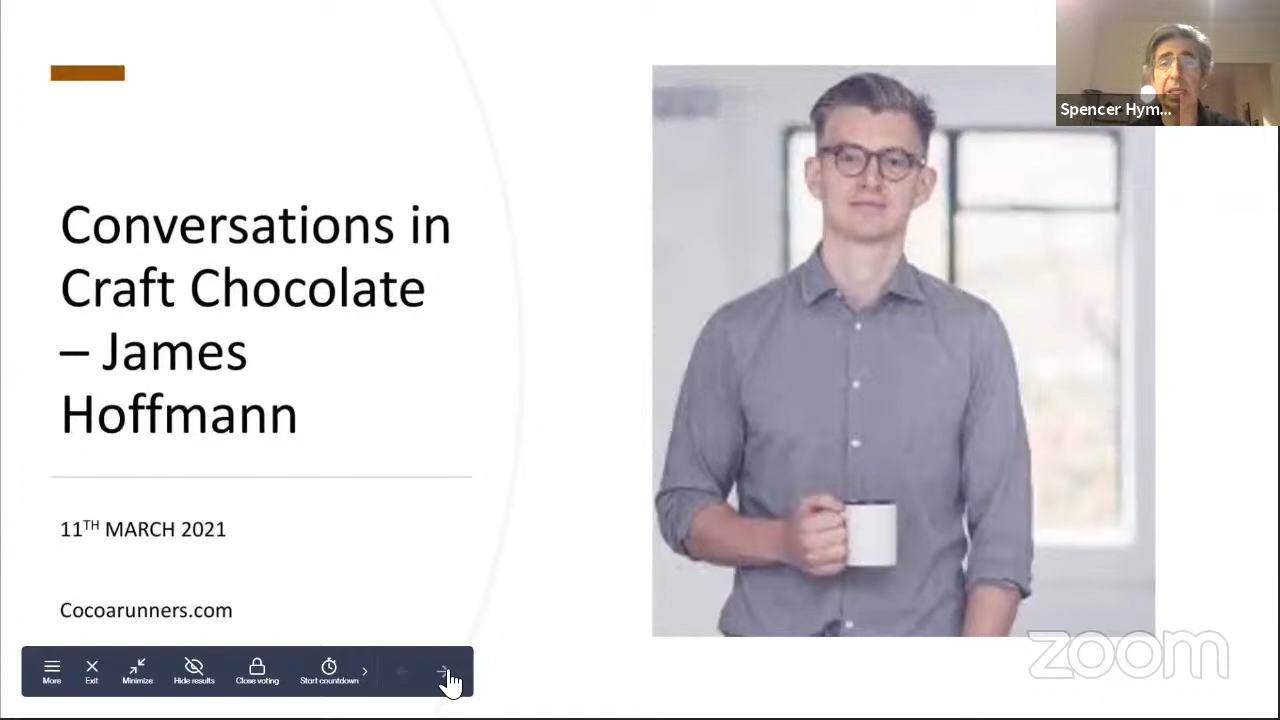 Conversations in
Craft Chocolate
– James
Hoffmann
11TH MARCH 2021
Cocoarunners.com
Spencer Hym...
More
Exit
Minimize
Hide results
Close voting
Start countdown
zoom